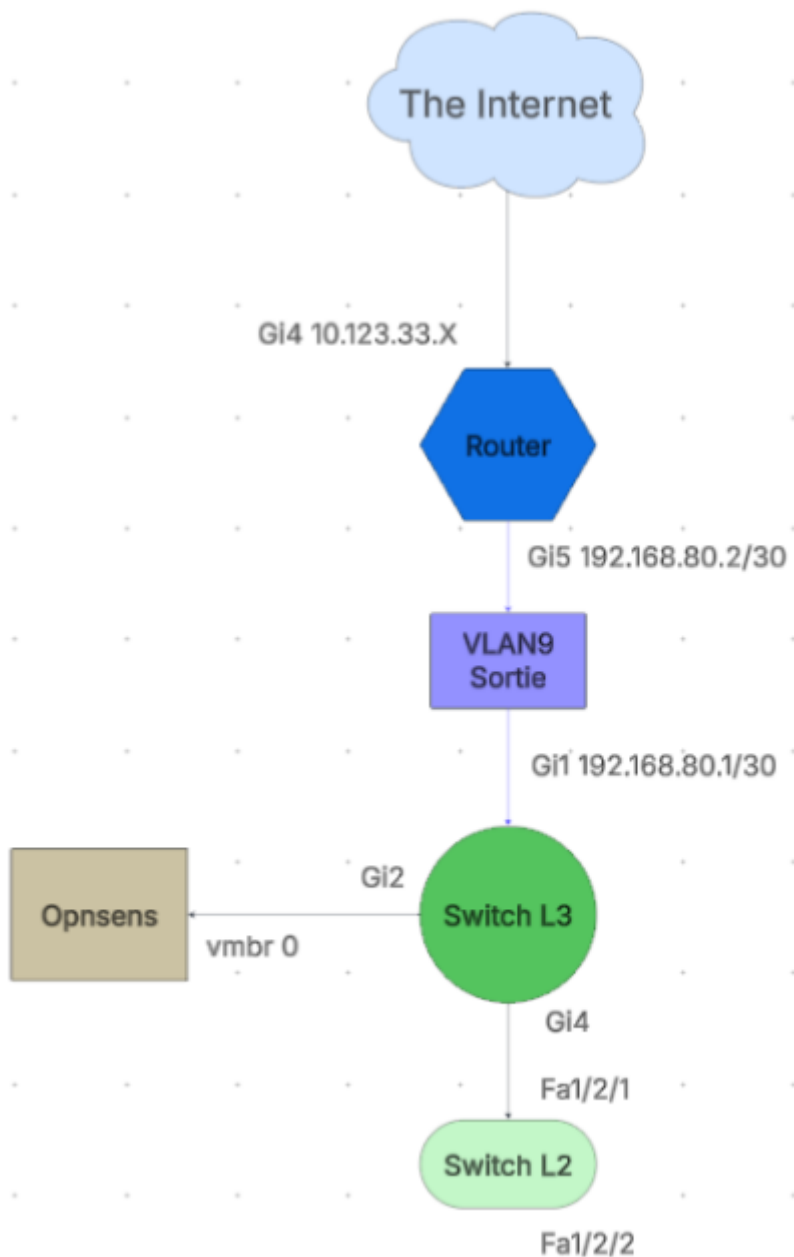 The Internet
Gi4 10.123.33.X
Router
Gi5 192.168.80.2/30
VLAN9
Sortie
Gi1 192.168.80.1/30
Gi2
Opnsens
Switch L3
vmbr 0
Gi4
Fa1/2/1
Switch L2
Fa1/2/2